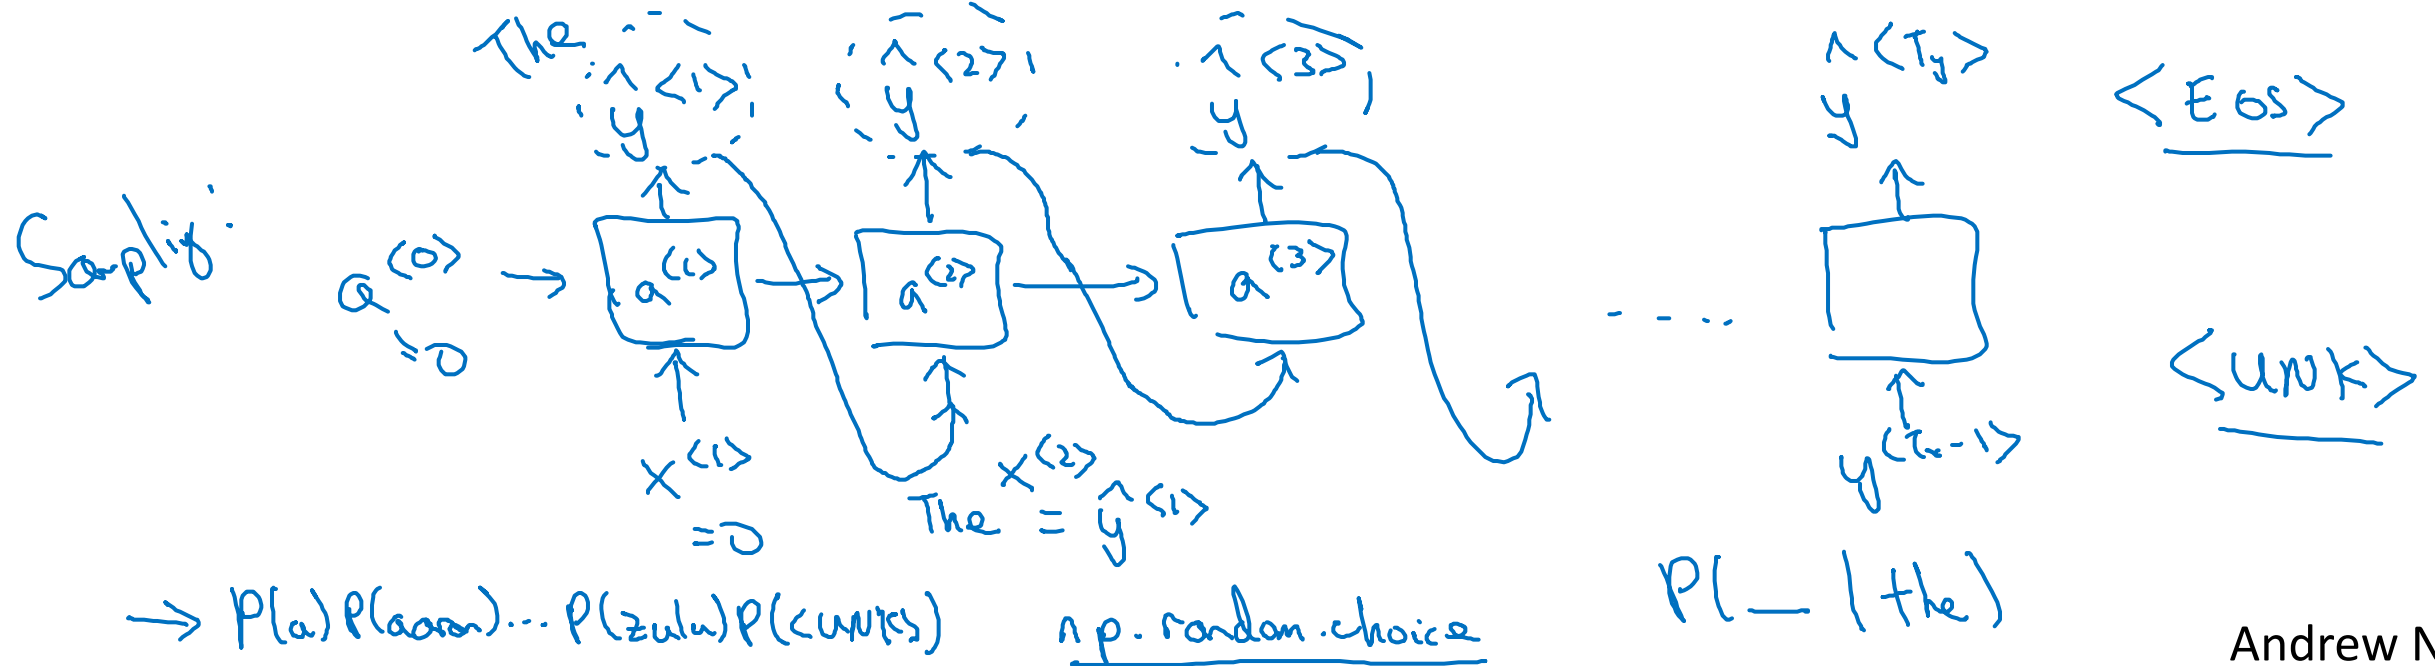 The
ŷ<1> ŷ<2> ŷ<3> ŷ<Ty> <EOS>
Sampling:
a<0> → a<1> → a<2> → a<3> ....
=0
<UNK>
x<1> x<2> y<Tx-1>
=0 The = ŷ<1>
→ P(a) P(aaron) ... P(zulu) P(<UNK>) np.random.choice P(__ | the)
Andrew N